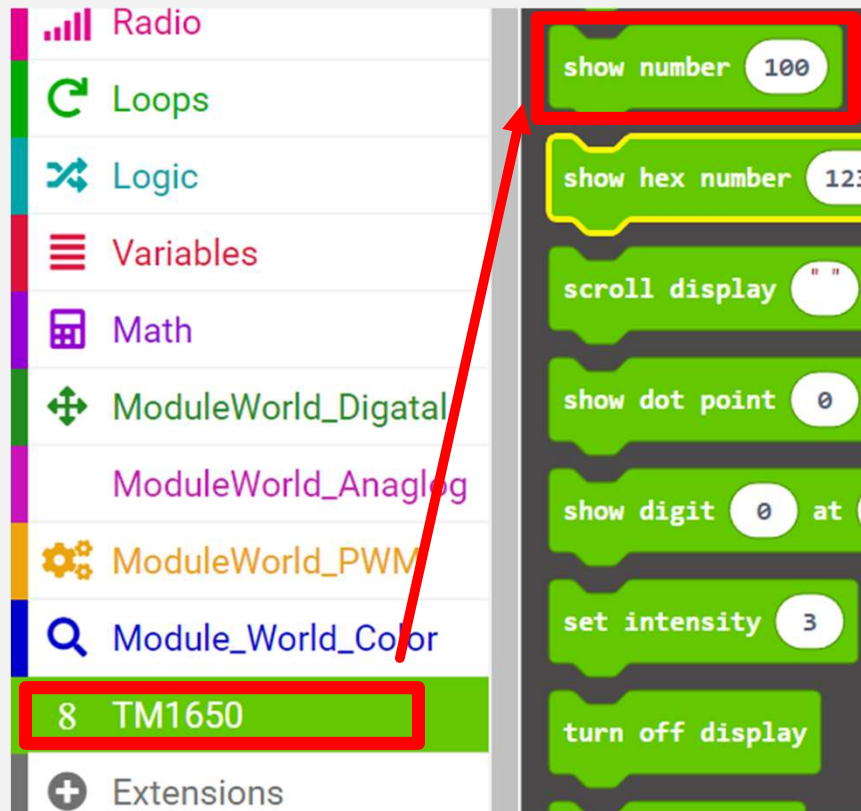 Radio
Loops
Logic
Variables
Math
ModuleWorld_Digatal
ModuleWorld_Anaglog
ModuleWorld_PWM
Module_World_Color
8 TM1650
Extensions
show number 100
show hex number 123
scroll display " "
show dot point 0
show digit 0 at
set intensity 3
turn off display